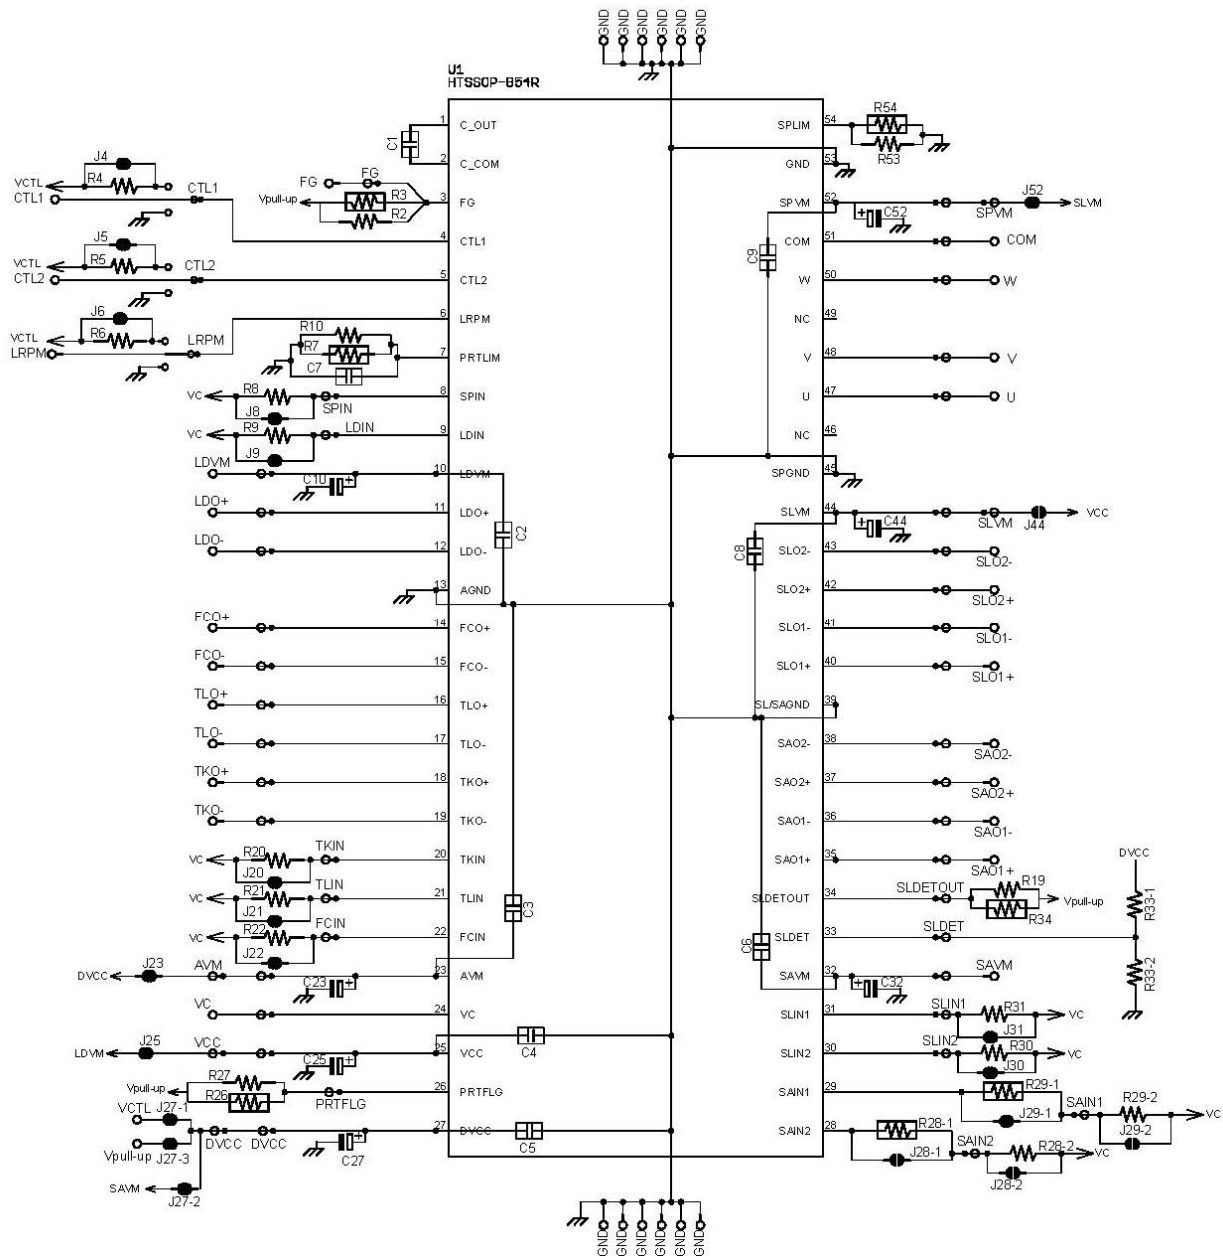 GND GND GND GND GND GND
U1
HTSSOP-B54R
1 C_OUT
C1
2 C_COM
FG FG
Vpull-up R3 3 FG
R2
J4
VCTL R4
CTL1 CTL1
4 CTL1
J5
VCTL R5
CTL2 CTL2
5 CTL2
J6
VCTL R6
LRPM LRPM
6 LRPM
R10
R7
C7
7 PRTLIM
VC R8
J8 SPIN
8 SPIN
VC R9
J9 LDIN
9 LDIN
LDVM C10 10 LDVM
LDO+ 11 LDO+
C2
LDO- 12 LDO-
13 AGND
FCO+ 14 FCO+
FCO- 15 FCO-
TLO+ 16 TLO+
TLO- 17 TLO-
TKO+ 18 TKO+
TKO- 19 TKO-
VC R20 TKIN 20 TKIN
J20
VC R21 TLIN 21 TLIN
J21
C3
VC R22 FCIN 22 FCIN
J22
DVCC J23 AVM C23 23 AVM
VC 24 VC
C4
LDVM J25 VCC C25 25 VCC
R27
Vpull-up R26 PRTFLG 26 PRTFLG
VCTL J27-1
DVCC DVCC C27 27 DVCC
C5
Vpull-up J27-3
SAVM J27-2
SPLIM 54 R54
R53
GND 53
SPVM 52 C52 SPVM J52 SLVM
COM 51 COM
C9
W 50 W
NC 49
V 48 V
U 47 U
NC 46
SPGND 45
SLVM 44 C44 SLVM J44 VCC
C8
SLO2- 43 SLO2-
SLO2+ 42 SLO2+
SLO1- 41 SLO1-
SLO1+ 40 SLO1+
SL/SAGND 39
SAO2- 38 SAO2-
SAO2+ 37 SAO2+
SAO1- 36 SAO1-
SAO1+ 35 SAO1+
DVCC
SLDETOUT 34 SLDETOUT R19
R34 Vpull-up
R33-1
C6
SLDET 33 SLDET
R33-2
SAVM 32 C32 SAVM
SLIN1 31 SLIN1 R31 VC
J31
SLIN2 30 SLIN2 R30 VC
J30
SAIN1 29 R29-1
J29-1 SAIN1 R29-2 VC
J29-2
SAIN2 28 R28-1
J28-1 SAIN2 R28-2 VC
J28-2
GND GND GND GND GND GND